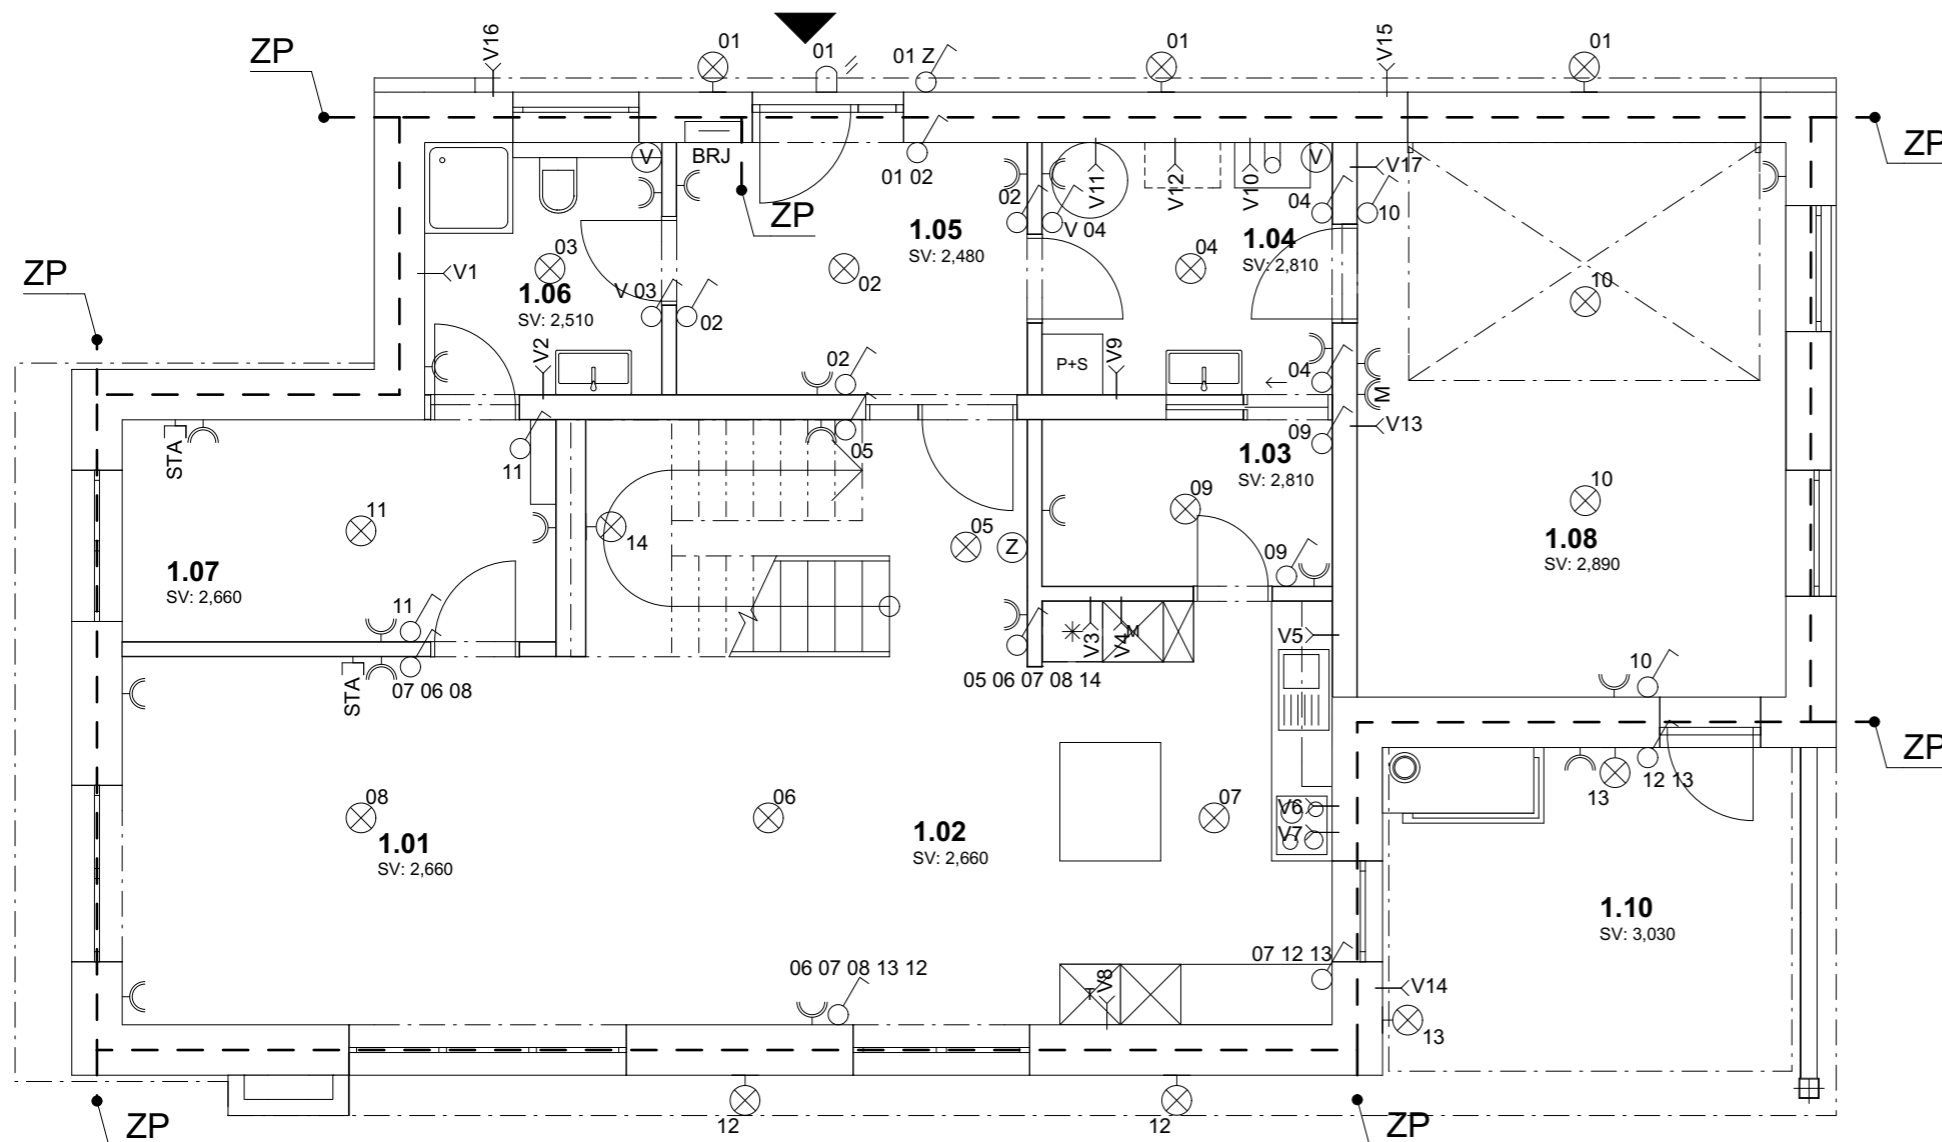 ZP
V16
01
01
01 Z
01
V15
01
ZP
BRJ
V
01 02
ZP
02
V11
V 04
V12
V10
V
04
V17
10
ZP
V1
03
1.06
SV: 2,510
V 03
02
02
1.05
SV: 2,480
04
1.04
SV: 2,810
10
V2
02
P+S
V9
04
M
V13
STA
11
05
1.03
SV: 2,810
09
11
14
05
Z
09
10
1.07
SV: 2,660
1.08
SV: 2,890
09
11
V3
V4
M
V5
STA
07 06 08
05 06 07 08 14
10
ZP
13
12 13
08
1.01
SV: 2,660
06
1.02
SV: 2,660
07
V6
V7
1.10
SV: 3,030
06 07 08 13 12
T
V8
07 12 13
V14
13
ZP
12
12
ZP
ZP